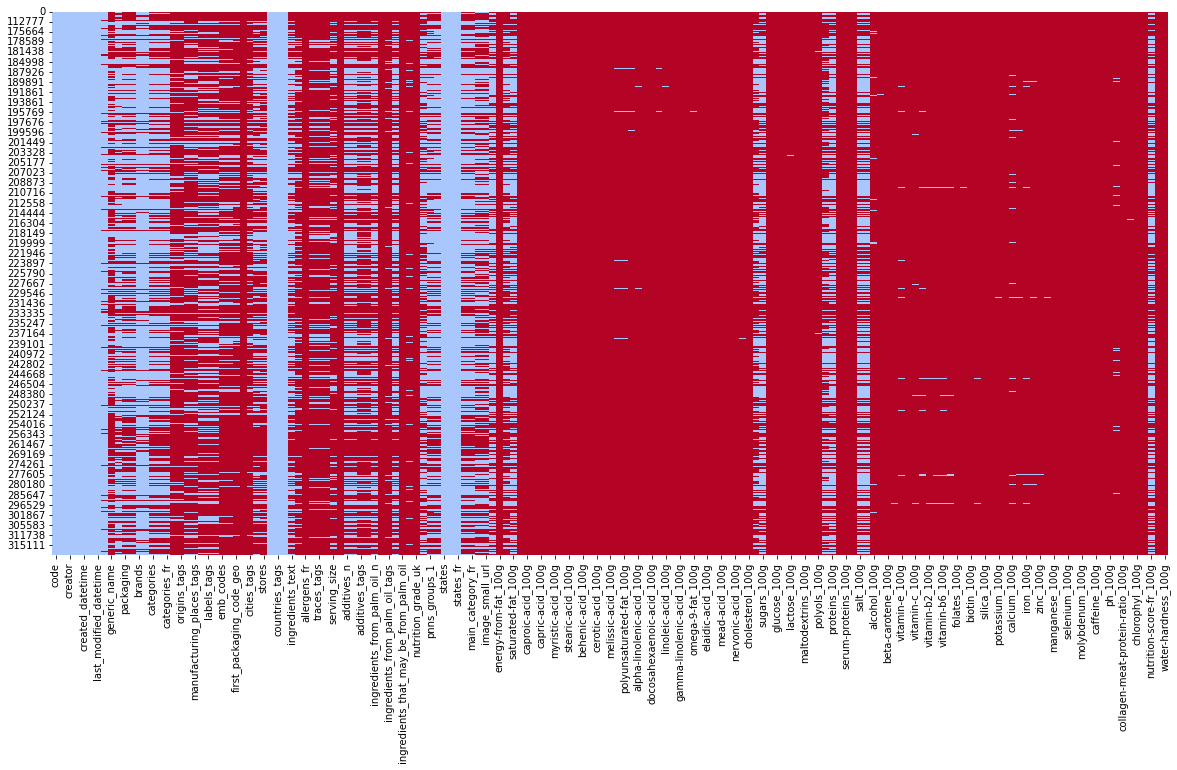 0
112777
175664
178589
181438
184998
187926
189891
191861
193861
195769
197676
199596
201449
203328
205177
207023
208873
210716
212558
214444
216304
218149
219999
221946
223897
225790
227667
229546
231436
233335
235247
237164
239101
240972
242802
244668
246504
248380
250237
252124
254016
256343
261467
269169
274261
277605
280180
285647
296529
301867
305583
311738
315111
code
creator
created_datetime
last_modified_datetime
generic_name
packaging
brands
categories
categories_fr
origins_tags
manufacturing_places_tags
labels_tags
emb_codes
first_packaging_code_geo
cities_tags
stores
countries_tags
ingredients_text
allergens_fr
traces_tags
serving_size
additives_n
additives_tags
ingredients_from_palm_oil_n
ingredients_from_palm_oil_tags
ingredients_that_may_be_from_palm_oil
nutrition_grade_uk
pnns_groups_1
states
states_fr
main_category_fr
image_small_url
energy-from-fat_100g
saturated-fat_100g
caproic-acid_100g
capric-acid_100g
myristic-acid_100g
stearic-acid_100g
behenic-acid_100g
cerotic-acid_100g
melissic-acid_100g
polyunsaturated-fat_100g
alpha-linolenic-acid_100g
docosahexaenoic-acid_100g
linoleic-acid_100g
gamma-linolenic-acid_100g
omega-9-fat_100g
elaidic-acid_100g
mead-acid_100g
nervonic-acid_100g
cholesterol_100g
sugars_100g
glucose_100g
lactose_100g
maltodextrins_100g
polyols_100g
proteins_100g
serum-proteins_100g
salt_100g
alcohol_100g
beta-carotene_100g
vitamin-e_100g
vitamin-c_100g
vitamin-b2_100g
vitamin-b6_100g
folates_100g
biotin_100g
silica_100g
potassium_100g
calcium_100g
iron_100g
zinc_100g
manganese_100g
selenium_100g
molybdenum_100g
caffeine_100g
ph_100g
collagen-meat-protein-ratio_100g
chlorophyl_100g
nutrition-score-fr_100g
water-hardness_100g